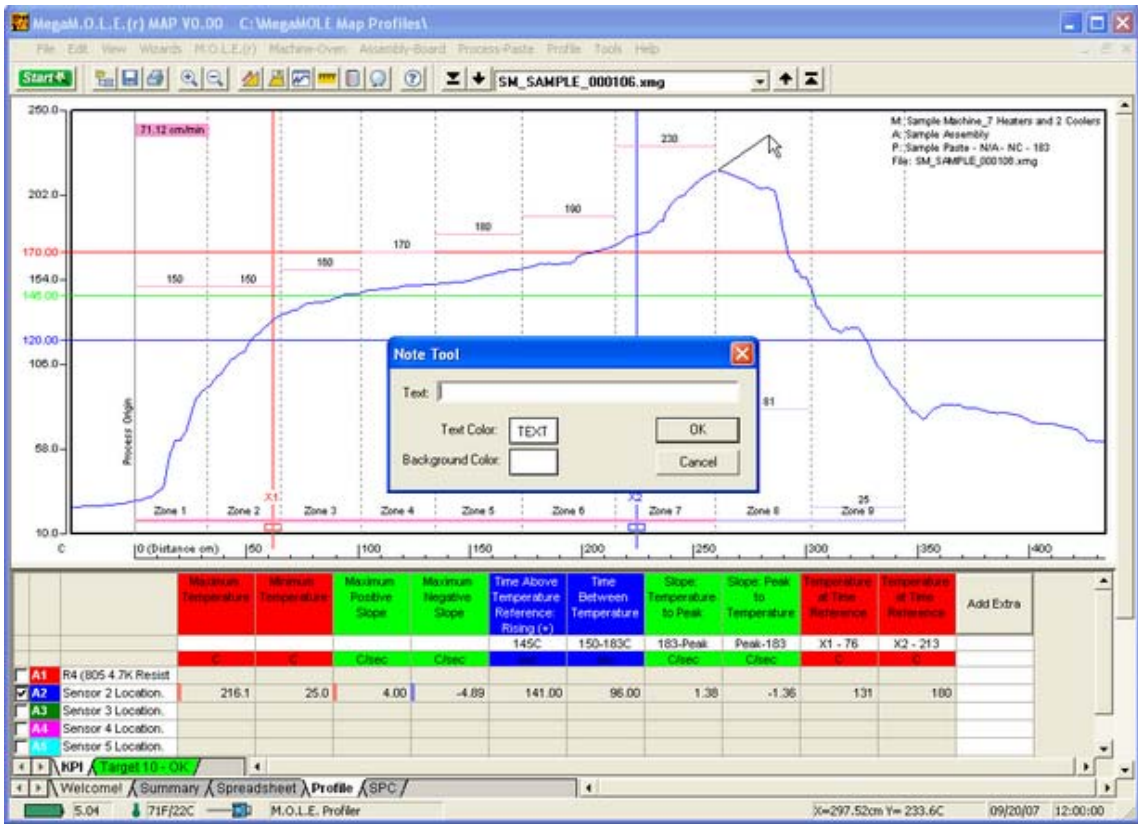 MegaM.O.L.E.(r) MAP V0.00 C:\MegaMOLE Map Profiles\
File Edit View Wizards M.O.L.E.(r) Machine-Oven Assembly-Board Process-Paste Profile Tools Help
Start
SM_SAMPLE_000106.xmg
250.0
71.12 cm/min
M:;Sample Machine_7 Heaters and 2 Coolers
A:;Sample Assembly
P:;Sample Paste - N/A - NC - 183
File: SM_SAMPLE_000106.xmg
230
202.0
190
180
170
170.00
160
154.0
150 150
145.00
120.00
106.0
Note Tool
Text:
Text Color: TEXT OK
Background Color: Cancel
81
Process Origin
58.0
X1 X2
25
Zone 1 Zone 2 Zone 3 Zone 4 Zone 5 Zone 6 Zone 7 Zone 8 Zone 9
10.0
C 0 (Distance cm) 50 100 150 200 250 300 350 400
Maximum Temperature Minimum Temperature Maximum Positive Slope Maximum Negative Slope Time Above Temperature Reference: Rising (+) Time Between Temperature Slope: Temperature to Peak Slope: Peak to Temperature Temperature at Time Reference Temperature at Time Reference Add Extra
145C 150-183C 183-Peak Peak-183 X1 - 76 X2 - 213
C C C/sec C/sec sec sec C/sec C/sec C C
A1 R4 (805 4.7K Resist
A2 Sensor 2 Location. 216.1 25.0 4.00 -4.89 141.00 96.00 1.38 -1.36 131 180
A3 Sensor 3 Location.
A4 Sensor 4 Location.
A5 Sensor 5 Location.
KPI Target 10 - OK
Welcome! Summary Spreadsheet Profile SPC
5.04 71F/22C M.O.L.E. Profiler X=297.52cm Y= 233.6C 09/20/07 12:00:00